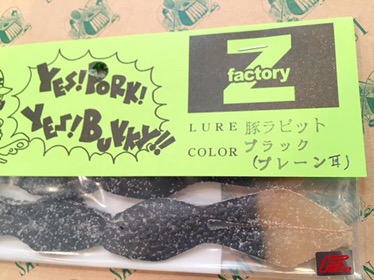 YES! PORK!
YES! BUKKY!!
Z
factory
LURE 豚ラビット
COLOR ブラック
(プレーン耳)